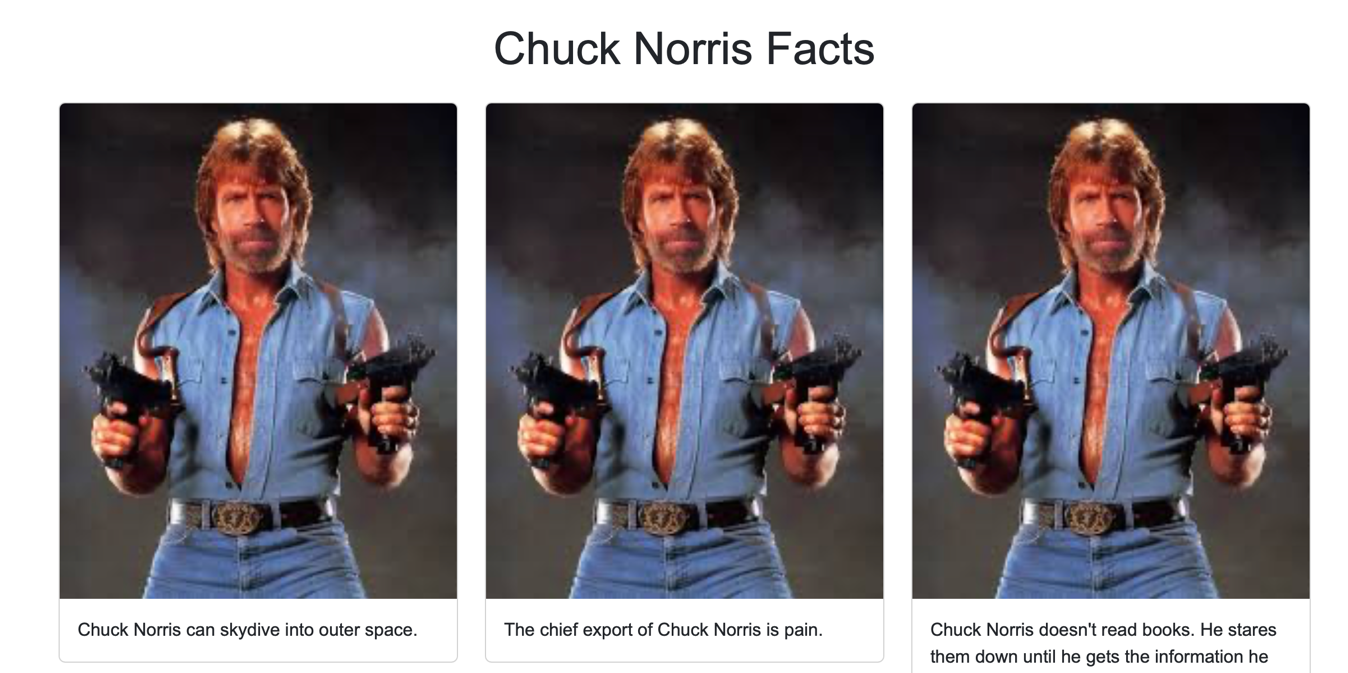 Chuck Norris Facts
Chuck Norris can skydive into outer space.
The chief export of Chuck Norris is pain.
Chuck Norris doesn't read books. He stares
them down until he gets the information he